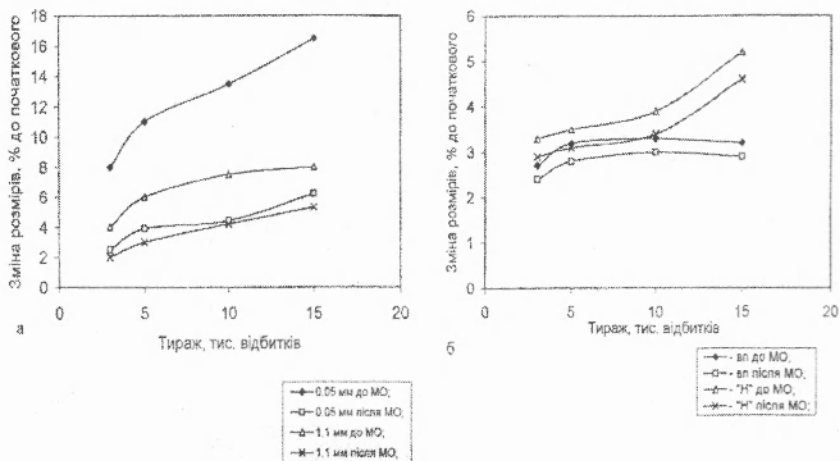 Зміна розмірів, % до початкового
18
16
14
12
10
8
6
4
2
0
0 5 10 15 20
Тираж, тис. відбитків
а
0.05 мм до МО;
0.05 мм після МО;
1.1 мм до МО;
1.1 мм після МО;
Зміна розмірів, % до початкового
6
5
4
3
2
1
0
0 5 10 15 20
Тираж, тис. відбитків
б
- вп до МО;
- вп після МО;
- "Н" до МО;
- "Н" після МО;